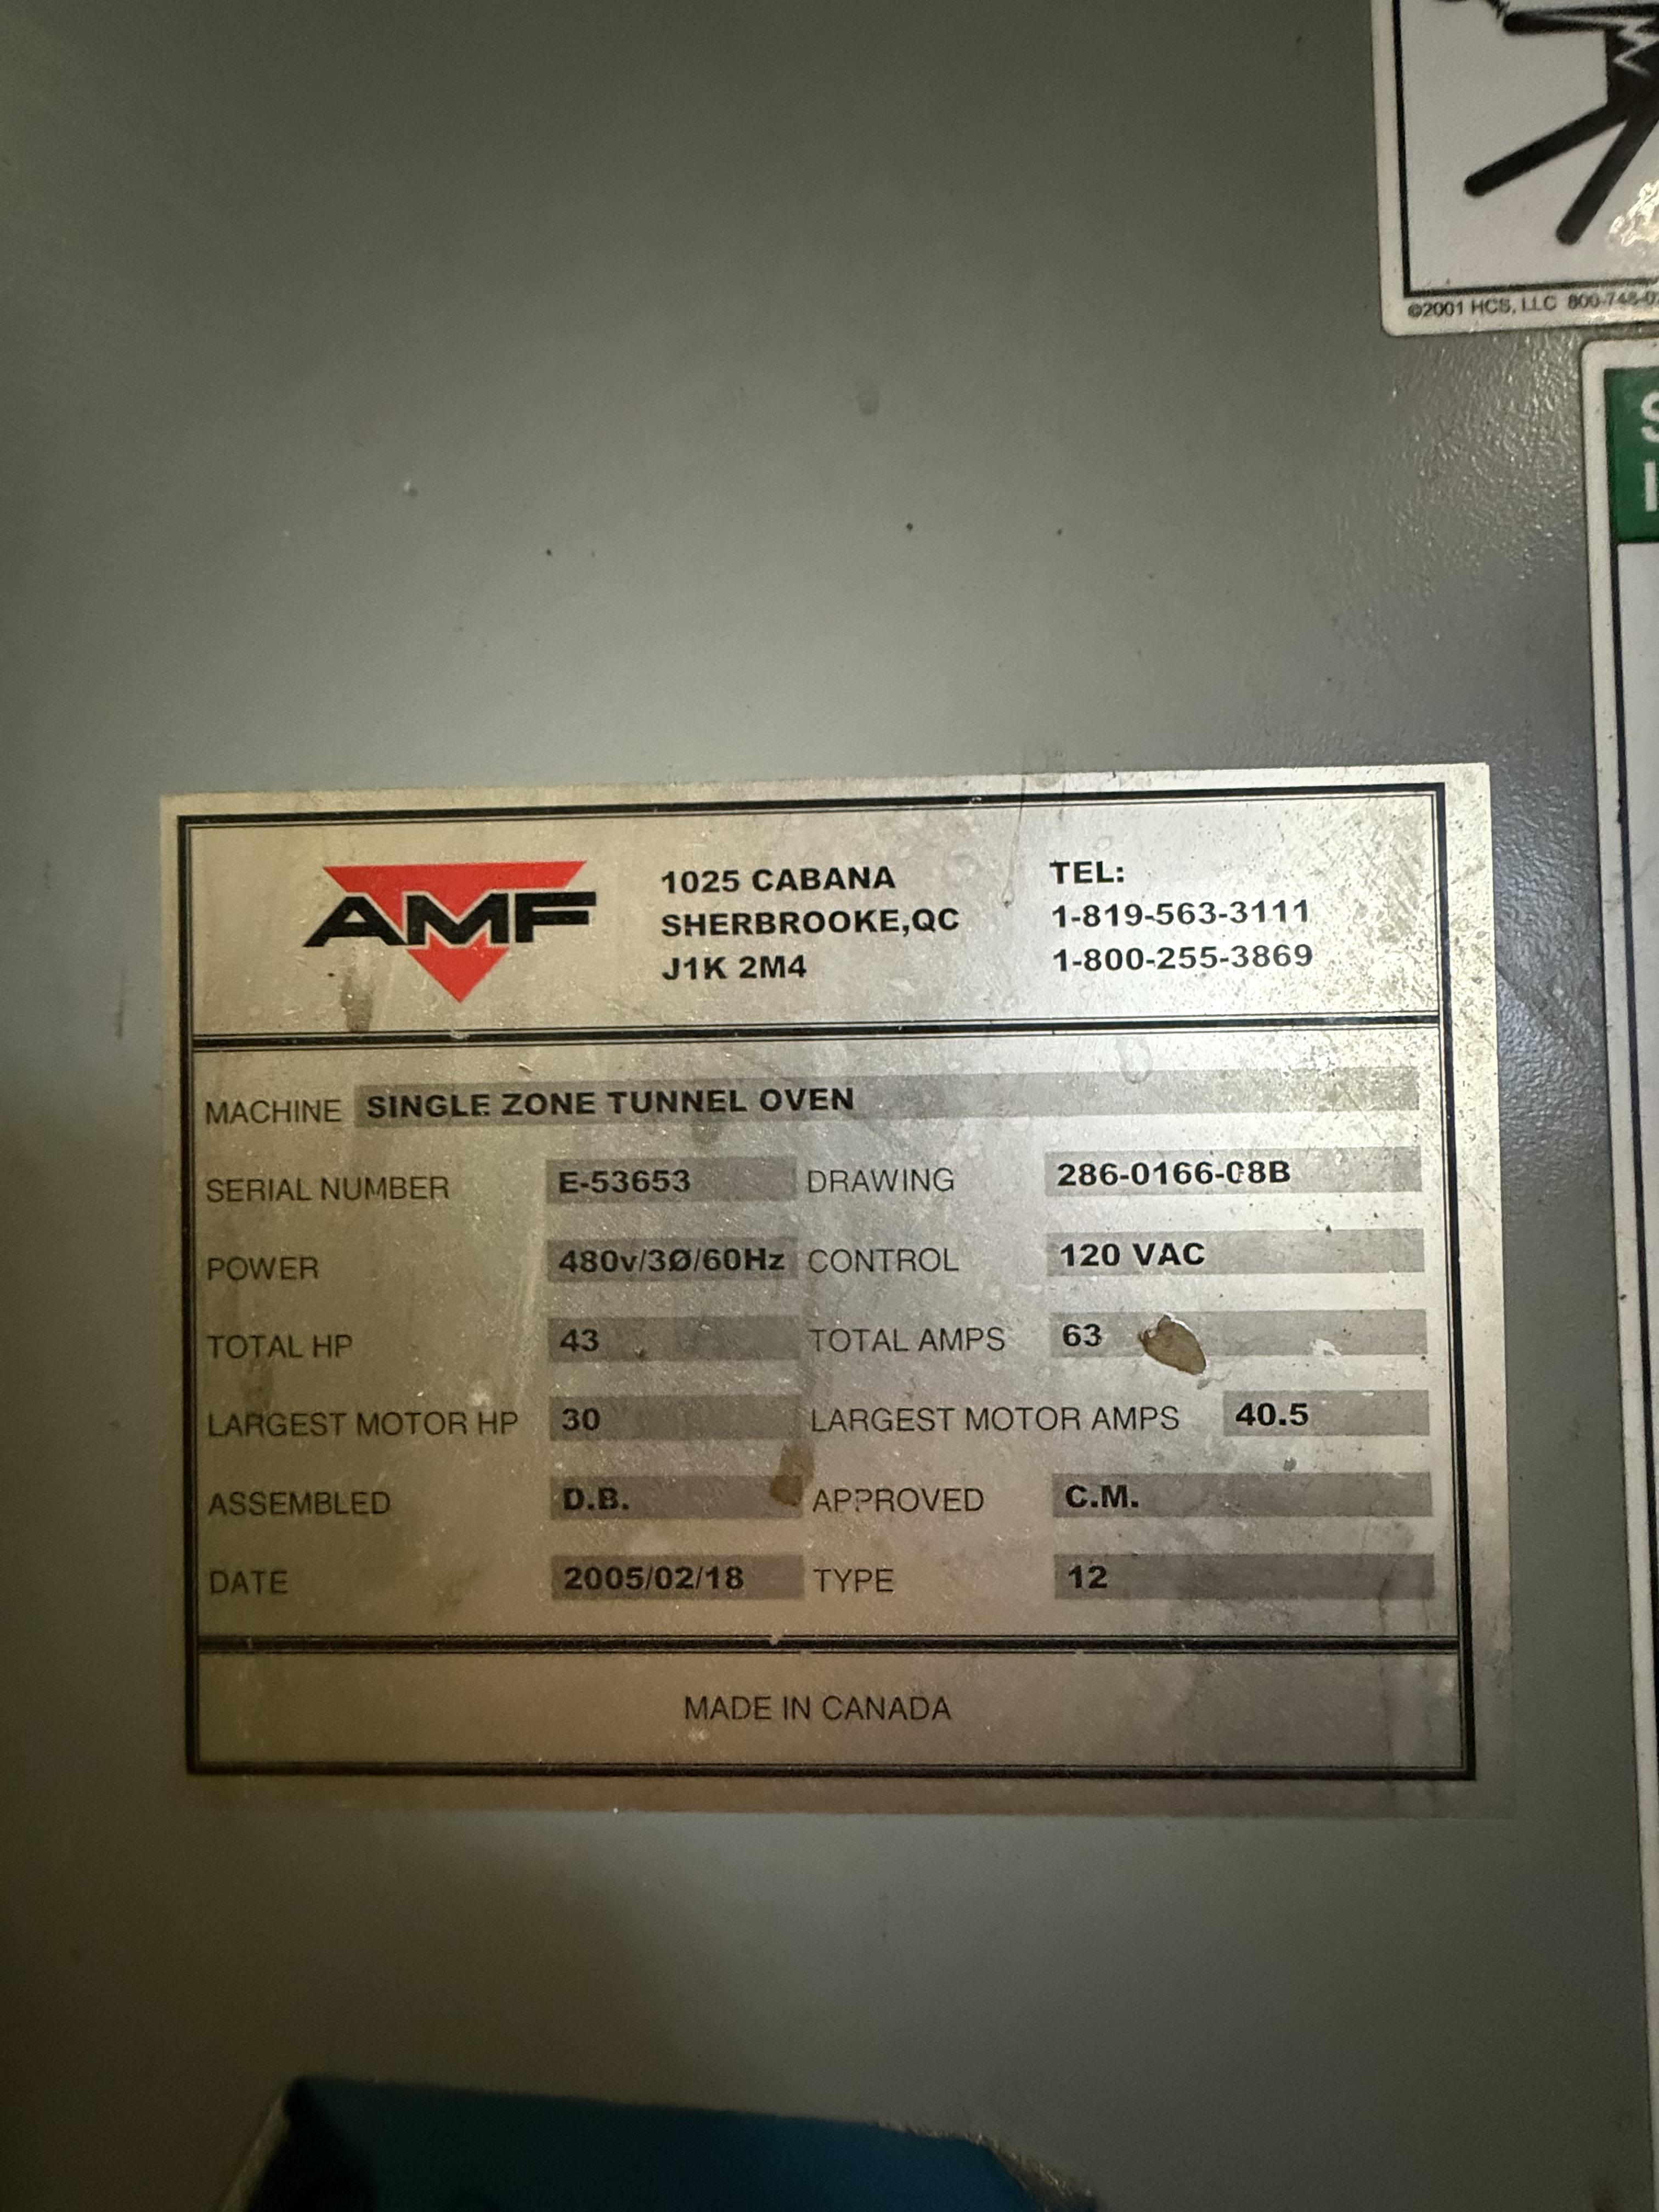 ©2001 HCS, LLC 800-748-0
S
I
AMF
1025 CABANA
SHERBROOKE,QC
J1K 2M4
TEL:
1-819-563-3111
1-800-255-3869
MACHINE SINGLE ZONE TUNNEL OVEN
SERIAL NUMBER E-53653 DRAWING 286-0166-08B
POWER 480v/3Ø/60Hz CONTROL 120 VAC
TOTAL HP 43 TOTAL AMPS 63
LARGEST MOTOR HP 30 LARGEST MOTOR AMPS 40.5
ASSEMBLED D.B. APPROVED C.M.
DATE 2005/02/18 TYPE 12
MADE IN CANADA